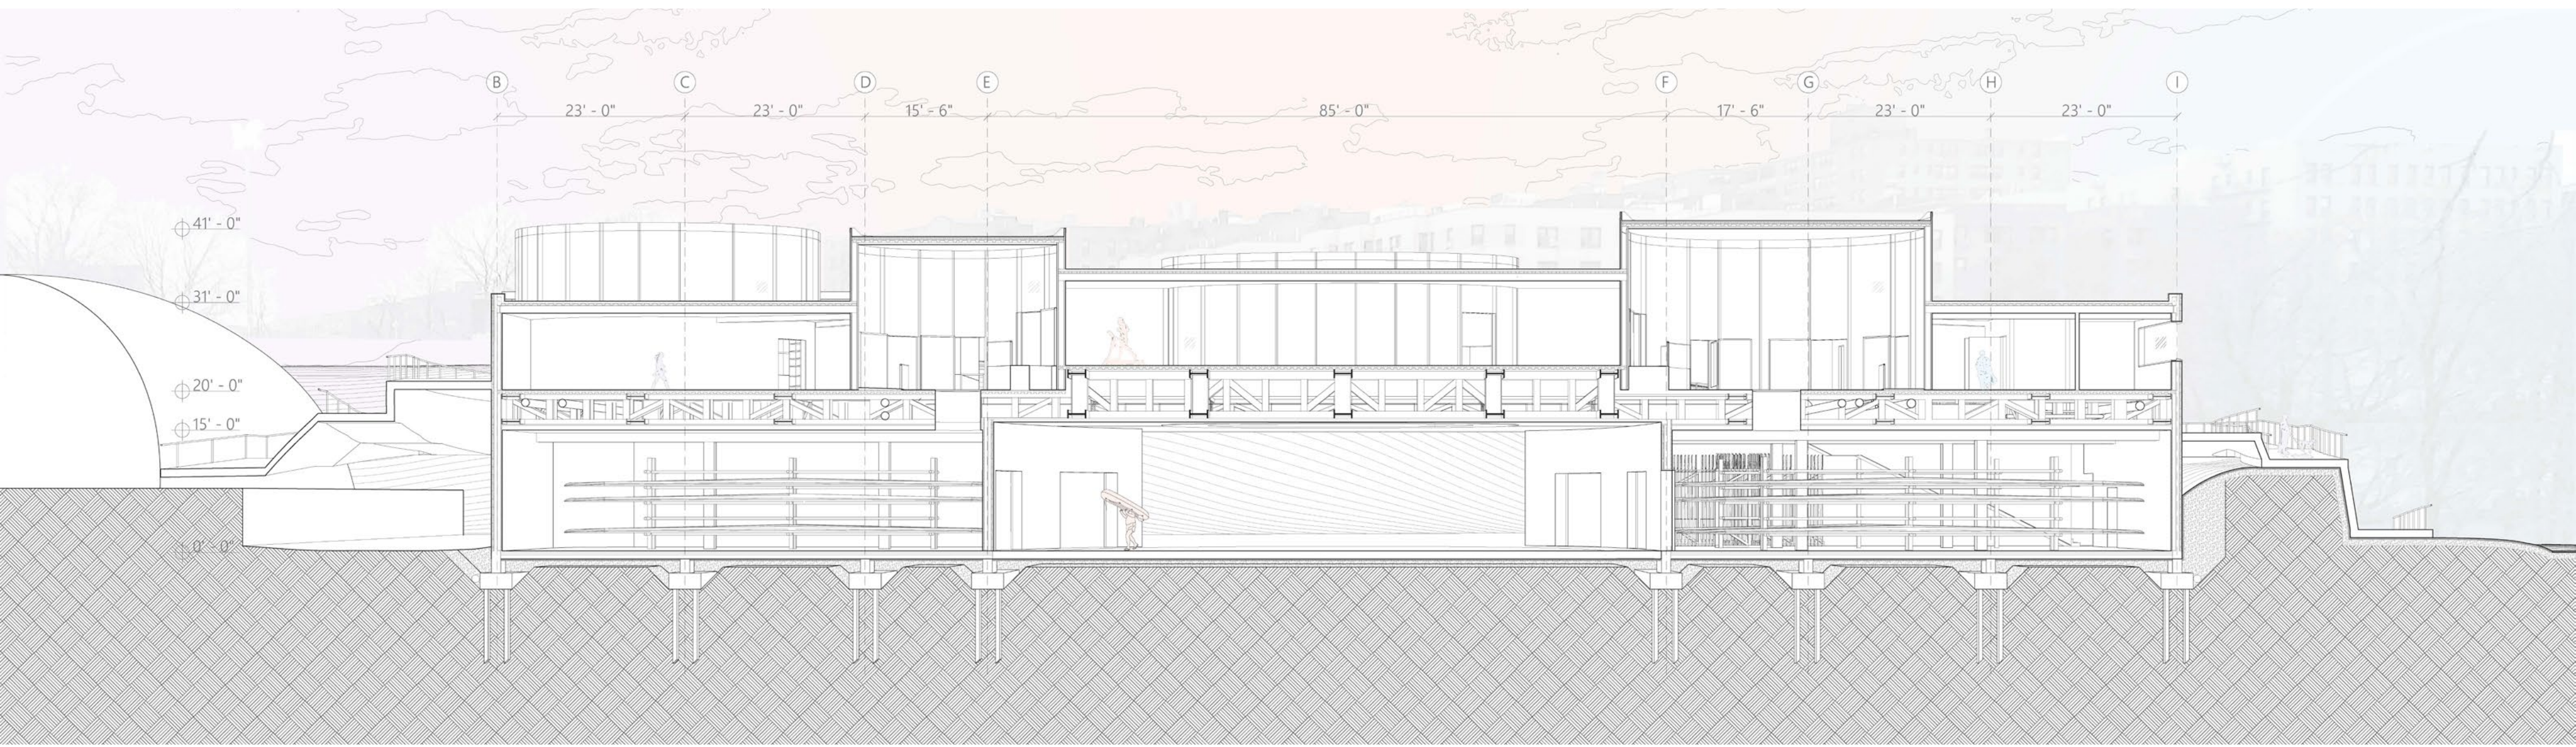 B C D E F G H I
23' - 0" 23' - 0" 15' - 6" 85' - 0" 17' - 6" 23' - 0" 23' - 0"
41' - 0"
31' - 0"
20' - 0"
15' - 0"
0' - 0"